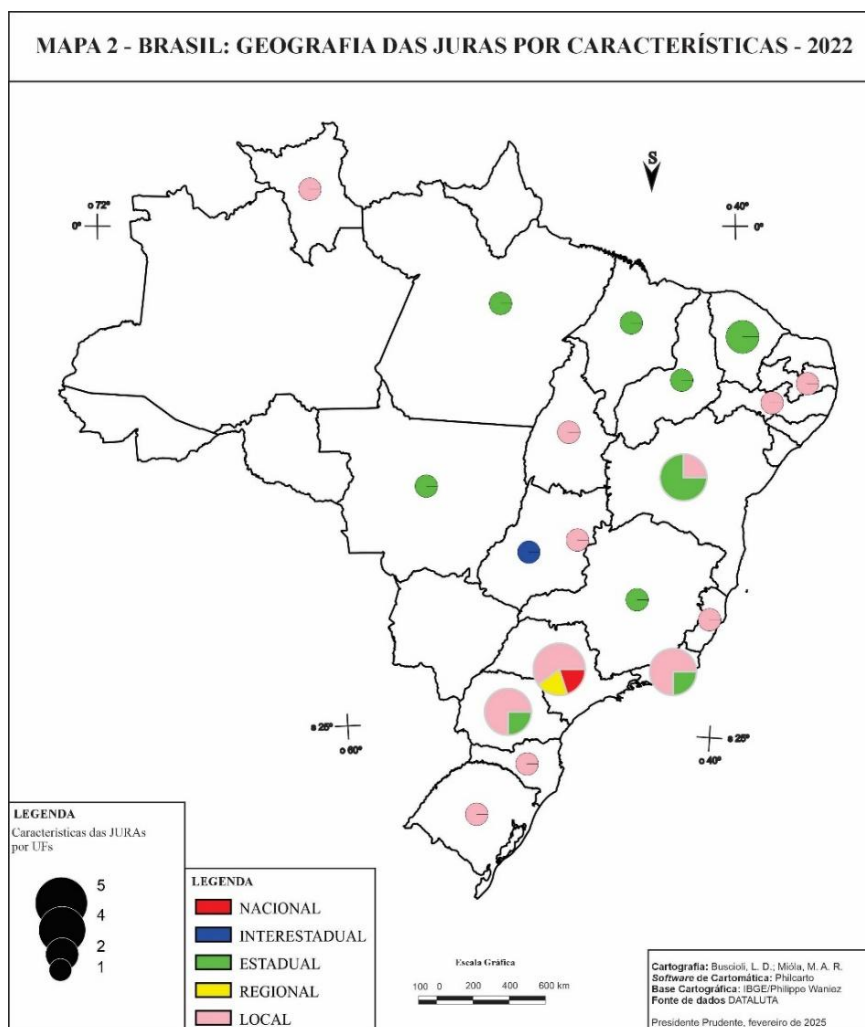 MAPA 2 - BRASIL: GEOGRAFIA DAS JURAS POR CARACTERÍSTICAS - 2022
S
o 72°
0°
o 40°
0°
s 25°
o 60°
s 25°
o 40°
LEGENDA
Características das JURAs
por UFs
5
4
2
1
LEGENDA
NACIONAL
INTERESTADUAL
ESTADUAL
REGIONAL
LOCAL
Escala Gráfica
100 0 200 400 600 km
Cartografia: Buscioli, L. D.; Mióla, M. A. R.
Software de Cartomática: Philcarto
Base Cartográfica: IBGE/Philippe Waniez
Fonte de dados DATALUTA
Presidente Prudente, fevereiro de 2025